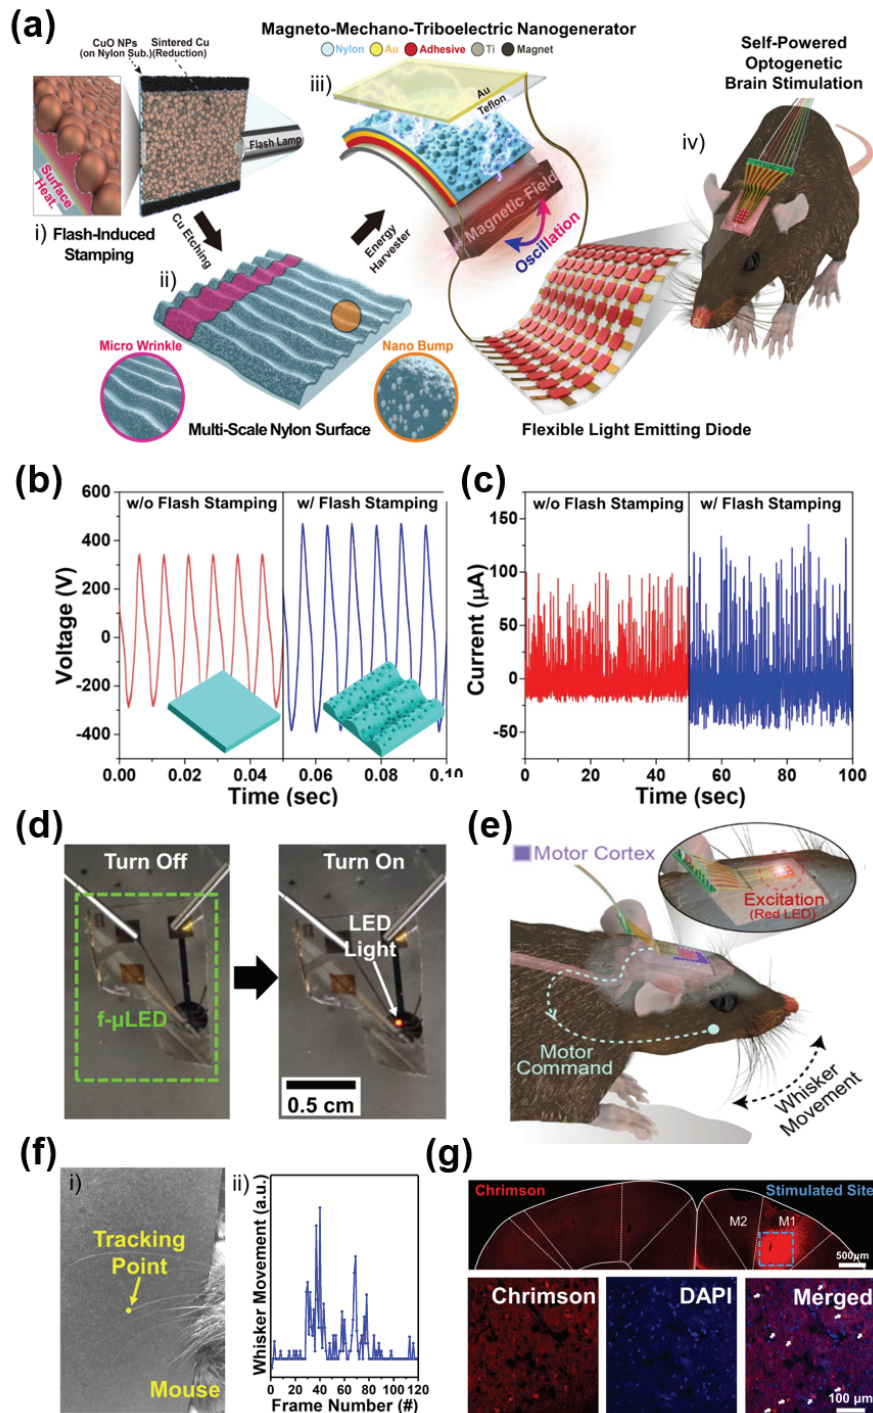 (a)
Magneto-Mechano-Triboelectric Nanogenerator
Nylon Au Adhesive Ti Magnet
CuO NPs
(on Nylon Sub.)
Sintered Cu
(Reduction)
Surface
Heat.
Flash Lamp
i) Flash-Induced
Stamping
Cu Etching
ii)
Micro Wrinkle
Nano Bump
Multi-Scale Nylon Surface
Energy
Harvester
iii)
Au
Teflon
Magnetic Field
Oscillation
Flexible Light Emitting Diode
Self-Powered
Optogenetic
Brain Stimulation
iv)
(b)
w/o Flash Stamping
w/ Flash Stamping
Voltage (V)
600
400
200
0
-200
-400
0.00 0.02 0.04 0.06 0.08 0.10
Time (sec)
(c)
w/o Flash Stamping
w/ Flash Stamping
Current (µA)
150
100
50
0
-50
0 20 40 60 80 100
Time (sec)
(d)
Turn Off
f-µLED
Turn On
LED
Light
0.5 cm
(e)
Motor Cortex
Excitation
(Red LED)
Motor
Command
Whisker
Movement
(f)
i)
Tracking
Point
Mouse
ii)
Whisker Movement (a.u.)
0 20 40 60 80 100 120
Frame Number (#)
(g)
Chrimson
Stimulated Site
M2
M1
500µm
Chrimson
DAPI
Merged
100 µm